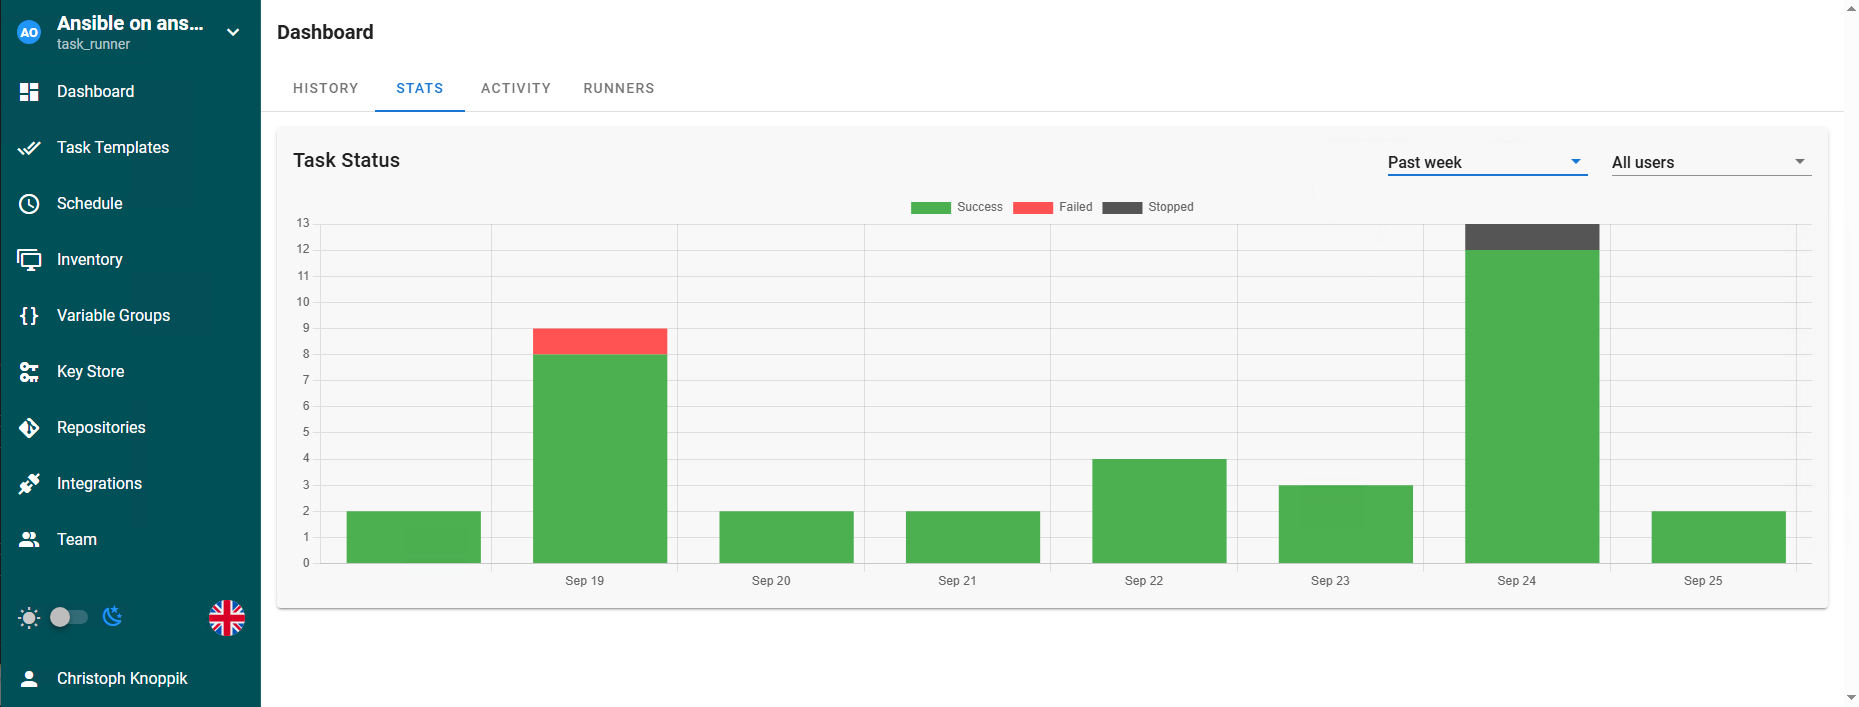 AO
Ansible on ans...
task_runner
Dashboard
Task Templates
Schedule
Inventory
{} Variable Groups
Key Store
Repositories
Integrations
Team
Christoph Knoppik
Dashboard
HISTORY STATS ACTIVITY RUNNERS
Task Status
Past week
All users
Success Failed Stopped
13
12
11
10
9
8
7
6
5
4
3
2
1
0
Sep 19 Sep 20 Sep 21 Sep 22 Sep 23 Sep 24 Sep 25